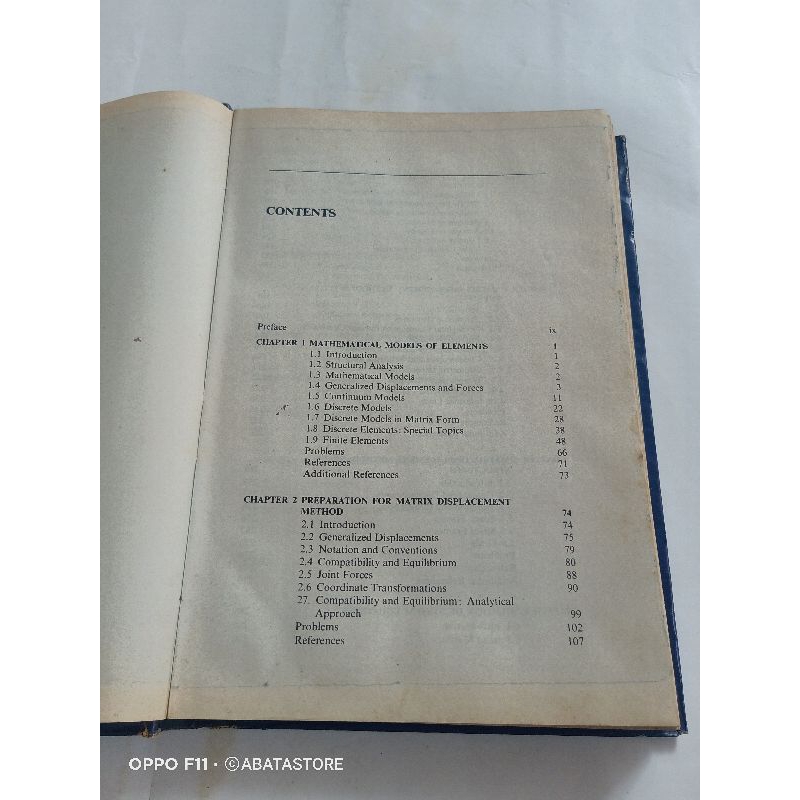 CONTENTS
Preface ix
CHAPTER 1 MATHEMATICAL MODELS OF ELEMENTS 1
1.1 Introduction 1
1.2 Structural Analysis 2
1.3 Mathematical Models 2
1.4 Generalized Displacements and Forces 3
1.5 Continuum Models 11
1.6 Discrete Models 22
1.7 Discrete Models in Matrix Form 28
1.8 Discrete Elements: Special Topics 38
1.9 Finite Elements 48
Problems 66
References 71
Additional References 73
CHAPTER 2 PREPARATION FOR MATRIX DISPLACEMENT
METHOD 74
2.1 Introduction 74
2.2 Generalized Displacements 75
2.3 Notation and Conventions 79
2.4 Compatibility and Equilibrium 80
2.5 Joint Forces 88
2.6 Coordinate Transformations 90
27. Compatibility and Equilibrium: Analytical
Approach 99
Problems 102
References 107
OPPO F11 · ©ABATASTORE